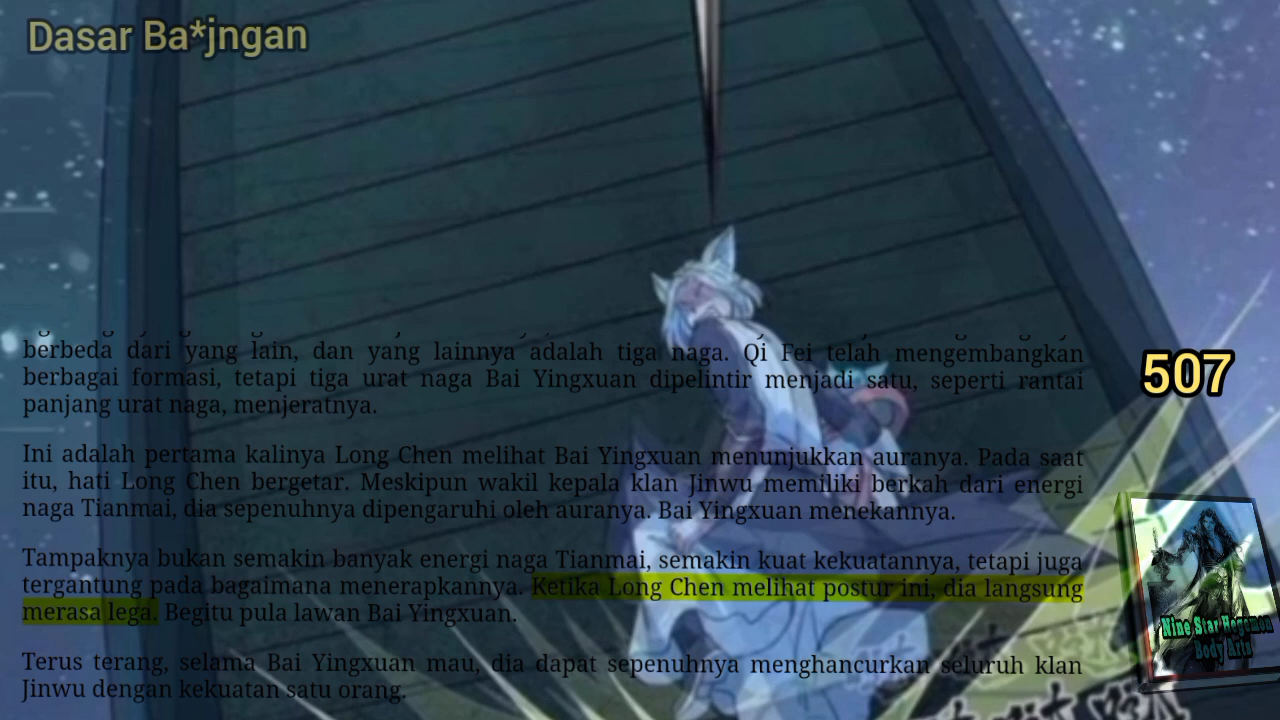 Dasar Ba*jngan
berbeda dari yang lain, dan yang lainnya adalah tiga naga. Qi Fei telah mengembangkan
berbagai formasi, tetapi tiga urat naga Bai Yingxuan dipelintir menjadi satu, seperti rantai
panjang urat naga, menjeratnya.
507
Ini adalah pertama kalinya Long Chen melihat Bai Yingxuan menunjukkan auranya. Pada saat
itu, hati Long Chen bergetar. Meskipun wakil kepala klan Jinwu memiliki berkah dari energi
naga Tianmai, dia sepenuhnya dipengaruhi oleh auranya. Bai Yingxuan menekannya.
Tampaknya bukan semakin banyak energi naga Tianmai, semakin kuat kekuatannya, tetapi juga
tergantung pada bagaimana menerapkannya. Ketika Long Chen melihat postur ini, dia langsung
merasa lega. Begitu pula lawan Bai Yingxuan.
Terus terang, selama Bai Yingxuan mau, dia dapat sepenuhnya menghancurkan seluruh klan
Jinwu dengan kekuatan satu orang.
Nine Star Hegemon
Body Arts